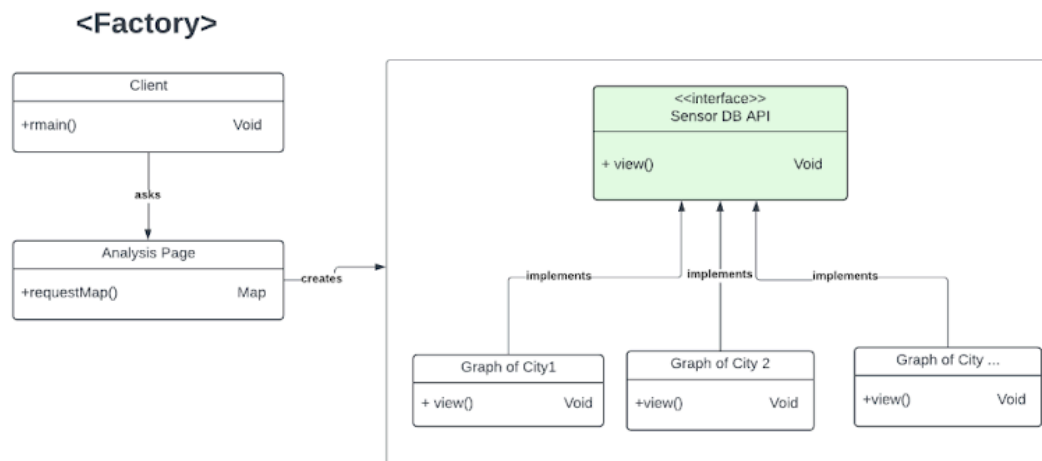 <Factory>
Client
+rmain() Void
asks
Analysis Page
+requestMap() Map
creates
<<interface>>
Sensor DB API
+ view() Void
implements
implements
implements
Graph of City1
+ view() Void
Graph of City 2
+view() Void
Graph of City ...
+view() Void